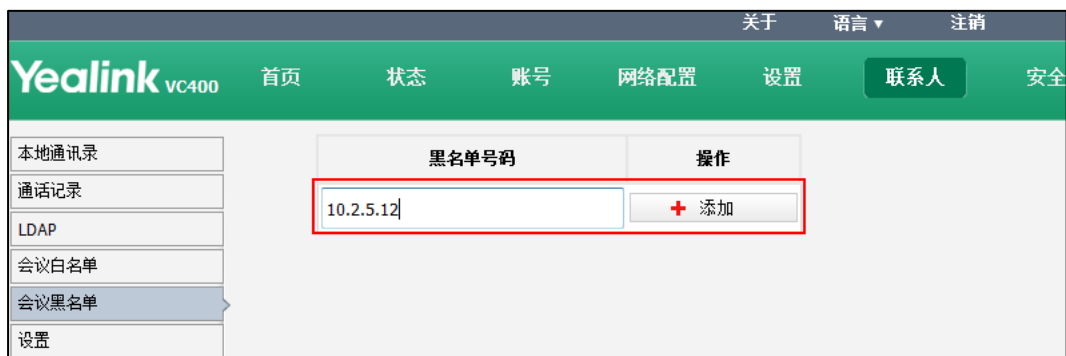 关于 语言 ▾ 注销
Yealink VC400 首页 状态 账号 网络配置 设置 联系人 安全
本地通讯录
通话记录
LDAP
会议白名单
会议黑名单
设置
黑名单号码 操作
10.2.5.12 + 添加